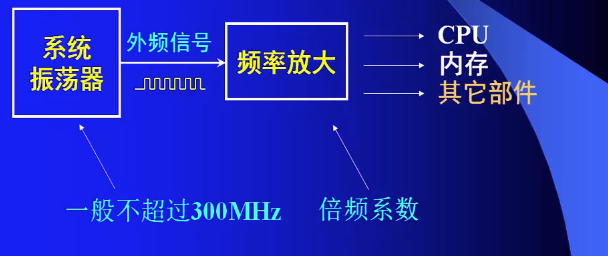 系统
振荡器
外频信号
频率放大
CPU
内存
其它部件
一般不超过300MHz
倍频系数